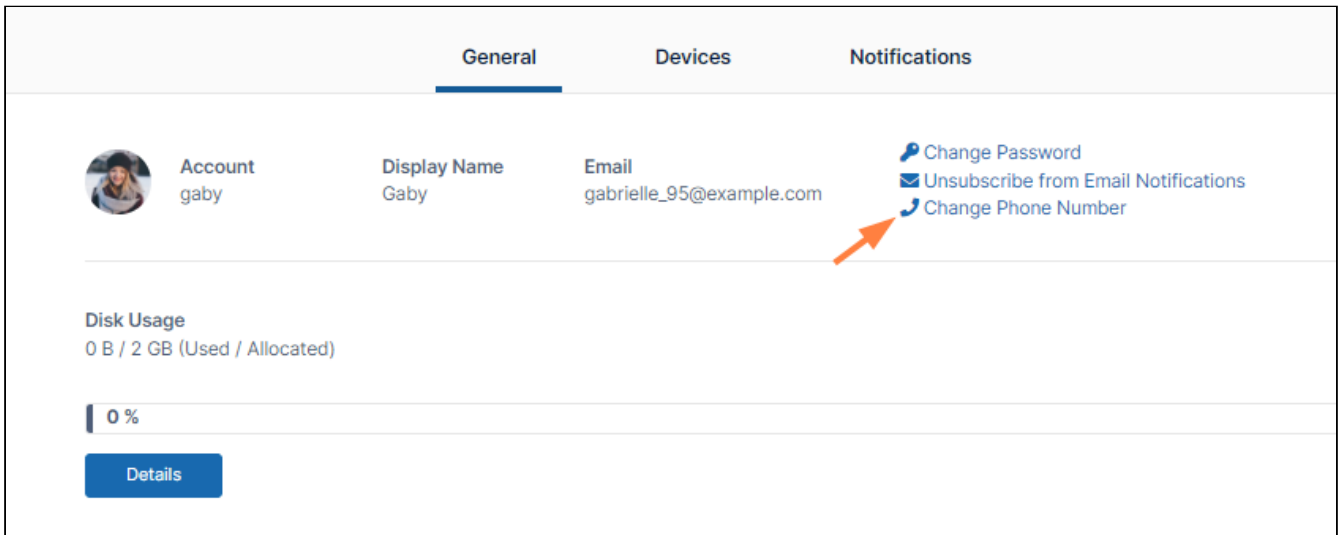 General Devices Notifications
Account Display Name Email
gaby Gaby gabrielle_95@example.com
Change Password
Unsubscribe from Email Notifications
Change Phone Number
Disk Usage
0 B / 2 GB (Used / Allocated)
0 %
Details